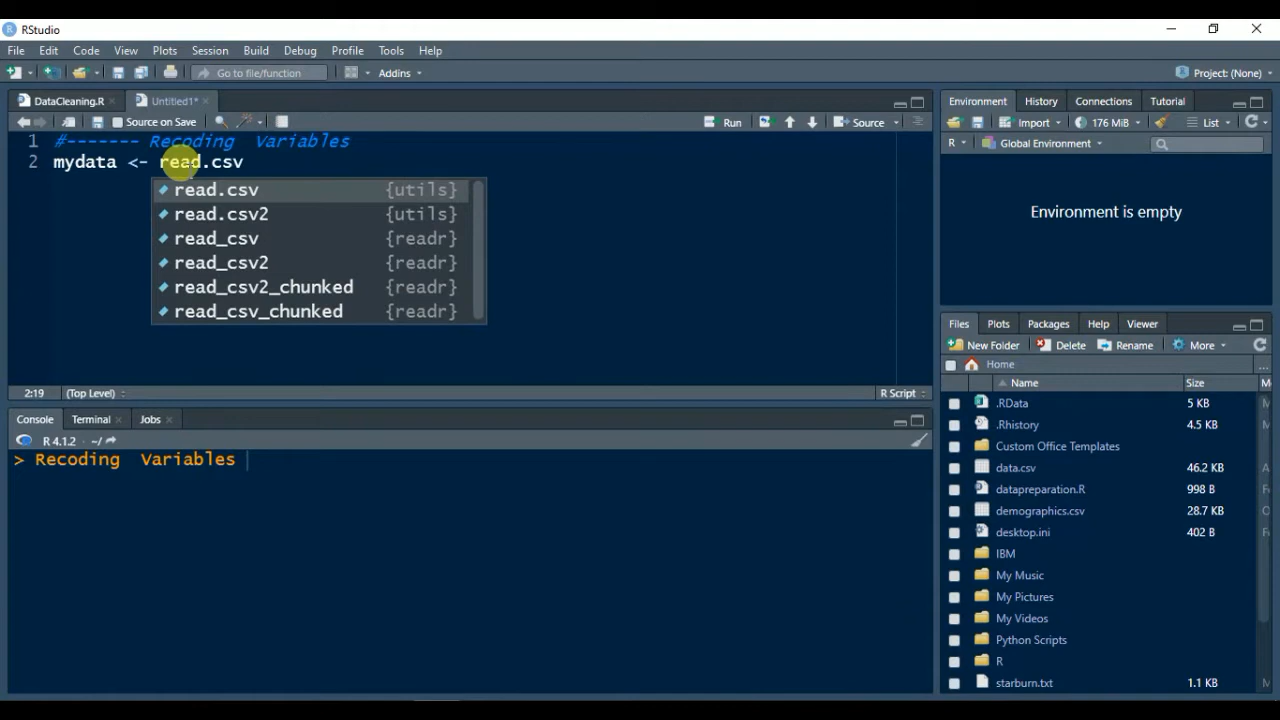 RStudio
File Edit Code View Plots Session Build Debug Profile Tools Help
Go to file/function Addins Project: (None)
DataCleaning.R Untitled1*
Source on Save Run Source
1 #------- Recoding  Variables
2 mydata <- read.csv
read.csv {utils}
read.csv2 {utils}
read_csv {readr}
read_csv2 {readr}
read_csv2_chunked {readr}
read_csv_chunked {readr}
2:19 (Top Level) R Script
Console Terminal Jobs
R 4.1.2 · ~/
> Recoding  Variables
Environment History Connections Tutorial
Import 176 MiB List
R Global Environment
Environment is empty
Files Plots Packages Help Viewer
New Folder Delete Rename More
Home ...
Name Size M
.RData 5 KB M
.Rhistory 4.5 KB M
Custom Office Templates
data.csv 46.2 KB A
datapreparation.R 998 B F
demographics.csv 28.7 KB O
desktop.ini 402 B F
IBM
My Music
My Pictures
My Videos
Python Scripts
R
starburn.txt 1.1 KB M